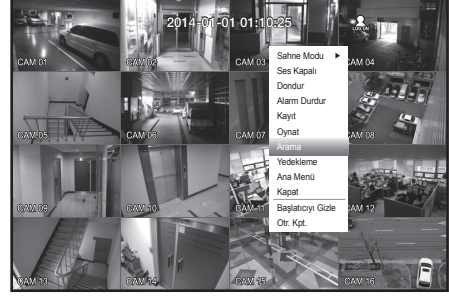 2014-01-01 01:10:25
LOG ON
CAM 01
CAM 02
CAM 03
CAM 04
Sahne Modu
Ses Kapalı
Dondur
Alarm Durdur
Kayıt
Oynat
Arama
Yedekleme
Ana Menü
Kapat
Başlatıcıyı Gizle
Otr. Kpt.
CAM 05
CAM 06
CAM 07
CAM 08
CAM 09
CAM 10
CAM 11
CAM 12
CAM 13
CAM 14
CAM 15
CAM 16